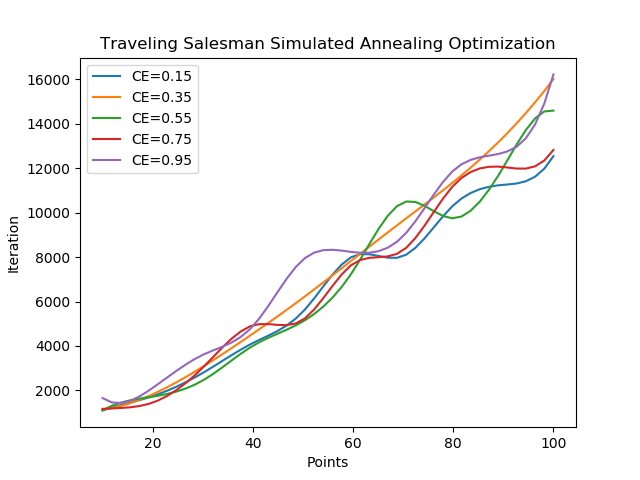 Traveling Salesman Simulated Annealing Optimization
CE=0.15
CE=0.35
CE=0.55
CE=0.75
CE=0.95
16000
14000
12000
10000
8000
6000
4000
2000
Iteration
20
40
60
80
100
Points